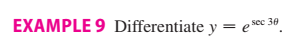 EXAMPLE 9 Differentiate y = e^{sec 3θ}.